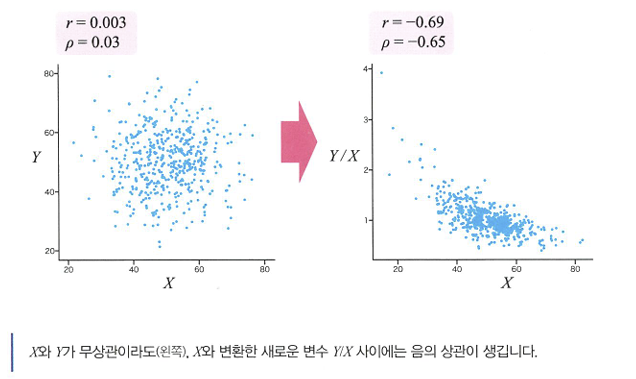 r = 0.003
ρ = 0.03
r = −0.69
ρ = −0.65
Y
80
60
40
20
20 40 60 80
X
Y / X
4
3
2
1
20 40 60 80
X
X와 Y가 무상관이라도(왼쪽), X와 변환한 새로운 변수 Y/X 사이에는 음의 상관이 생깁니다.